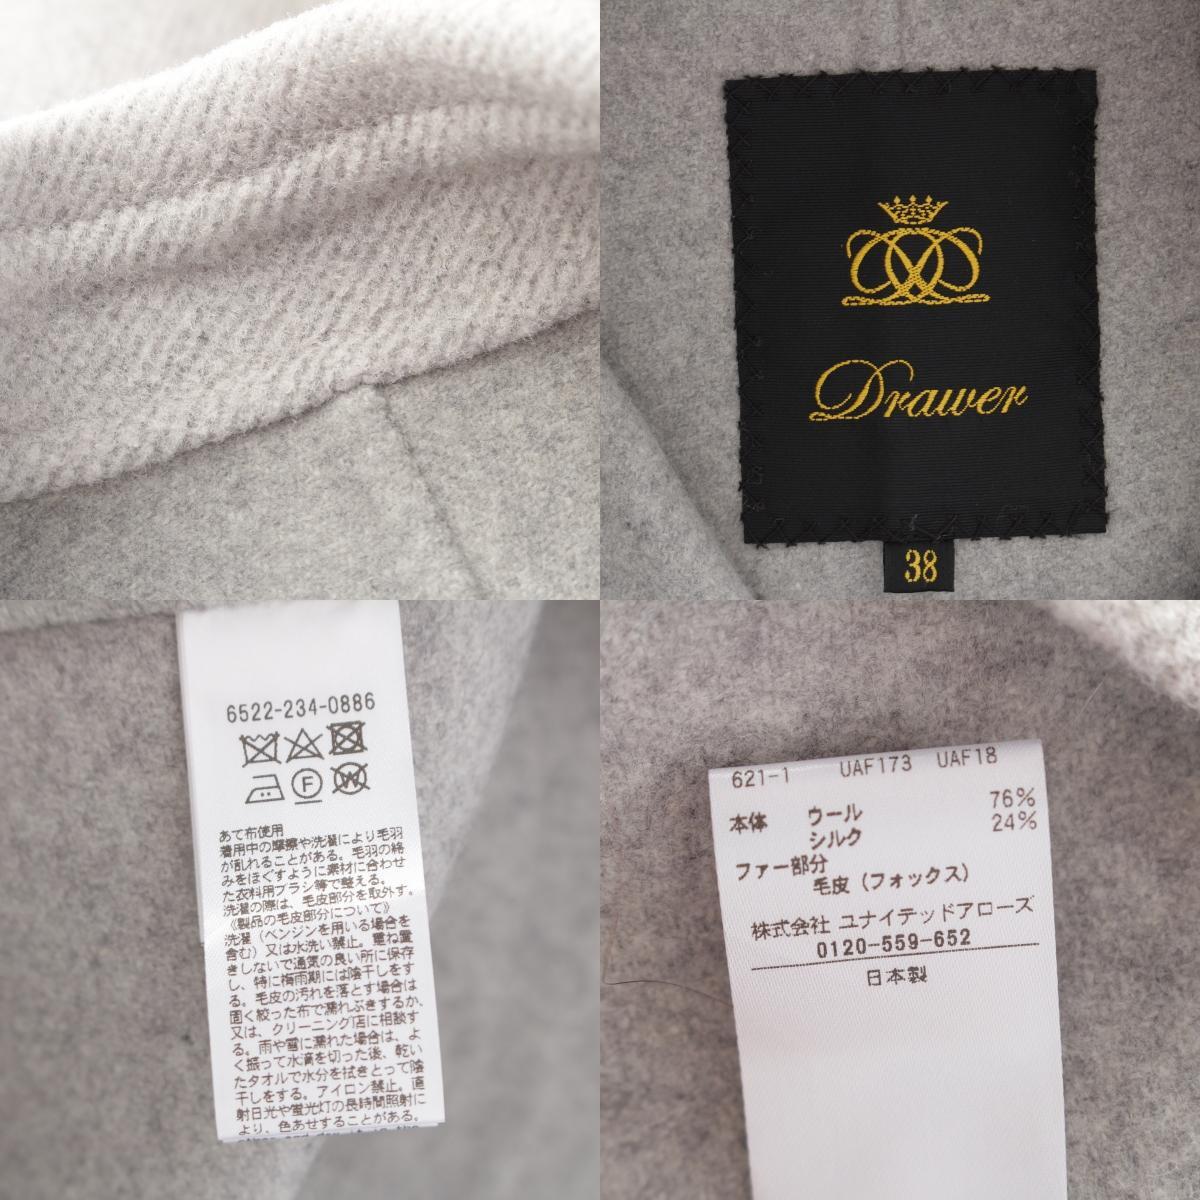 Drawer
38
6522-234-0886
F
W
あて布使用
着用中の摩擦や洗濯により毛羽
が乱れることがある。毛羽の絡
みをほぐすように素材に合わせ
た衣料用ブラシ等で整える。
洗濯の際は、毛皮部分を取外す。
《製品の毛皮部分について》
洗濯（ベンジンを用いる場合を
含む）又は水洗い禁止。重ね置
きしないで通気の良い所に保存
し、特に梅雨期には陰干しをす
る。毛皮の汚れを落とす場合は
固く絞った布で濡れぶきするか、
又は、クリーニング店に相談す
る。雨や雪に濡れた場合は、よ
く振って水滴を切った後、乾い
たタオルで水分を拭きとって陰
干しをする。アイロン禁止。直
射日光や蛍光灯の長時間照射に
より、色あせすることがある。
621-1 UAF173 UAF18
本体 ウール 76%
シルク 24%
ファー部分
毛皮（フォックス）
株式会社 ユナイテッドアローズ
0120-559-652
日本製